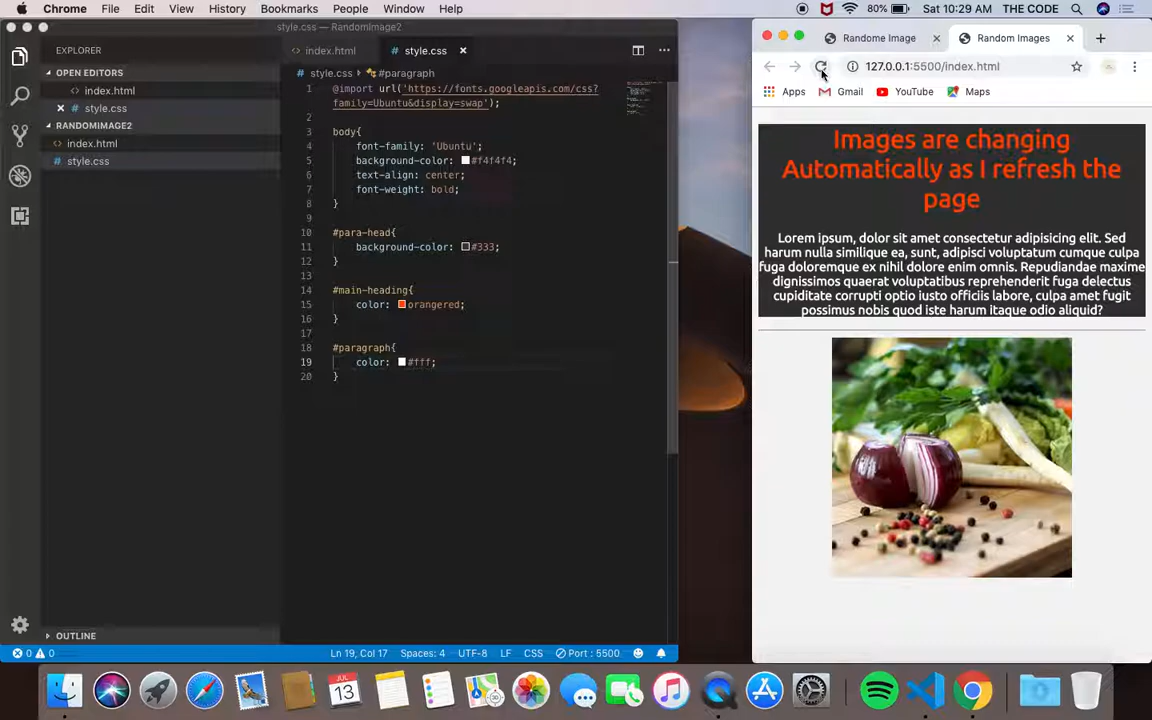 Chrome File Edit View History Bookmarks People Window Help 80% Sat 10:29 AM THE CODE
style.css — RandomImage2
EXPLORER
OPEN EDITORS
index.html
style.css
RANDOMIMAGE2
index.html
style.css
OUTLINE
index.html style.css
style.css > #paragraph
1 @import url('https://fonts.googleapis.com/css?
family=Ubuntu&display=swap');
2
3 body{
4 font-family: 'Ubuntu';
5 background-color: #f4f4f4;
6 text-align: center;
7 font-weight: bold;
8 }
9
10 #para-head{
11 background-color: #333;
12 }
13
14 #main-heading{
15 color: orangered;
16 }
17
18 #paragraph{
19 color: #fff;
20 }
0 0 Ln 19, Col 17 Spaces: 4 UTF-8 LF CSS Port : 5500
Randome Image Random Images
127.0.0.1:5500/index.html
Apps Gmail YouTube Maps
Images are changing
Automatically as I refresh the
page
Lorem ipsum, dolor sit amet consectetur adipisicing elit. Sed
harum nulla similique ea, sunt, adipisci voluptatum cumque culpa
fuga doloremque ex nihil dolore enim omnis. Repudiandae maxime
dignissimos quaerat voluptatibus reprehenderit fuga delectus
cupiditate corrupti optio iusto officiis labore, culpa amet fugit
possimus nobis quod iste harum itaque odio aliquid?
JUL
13